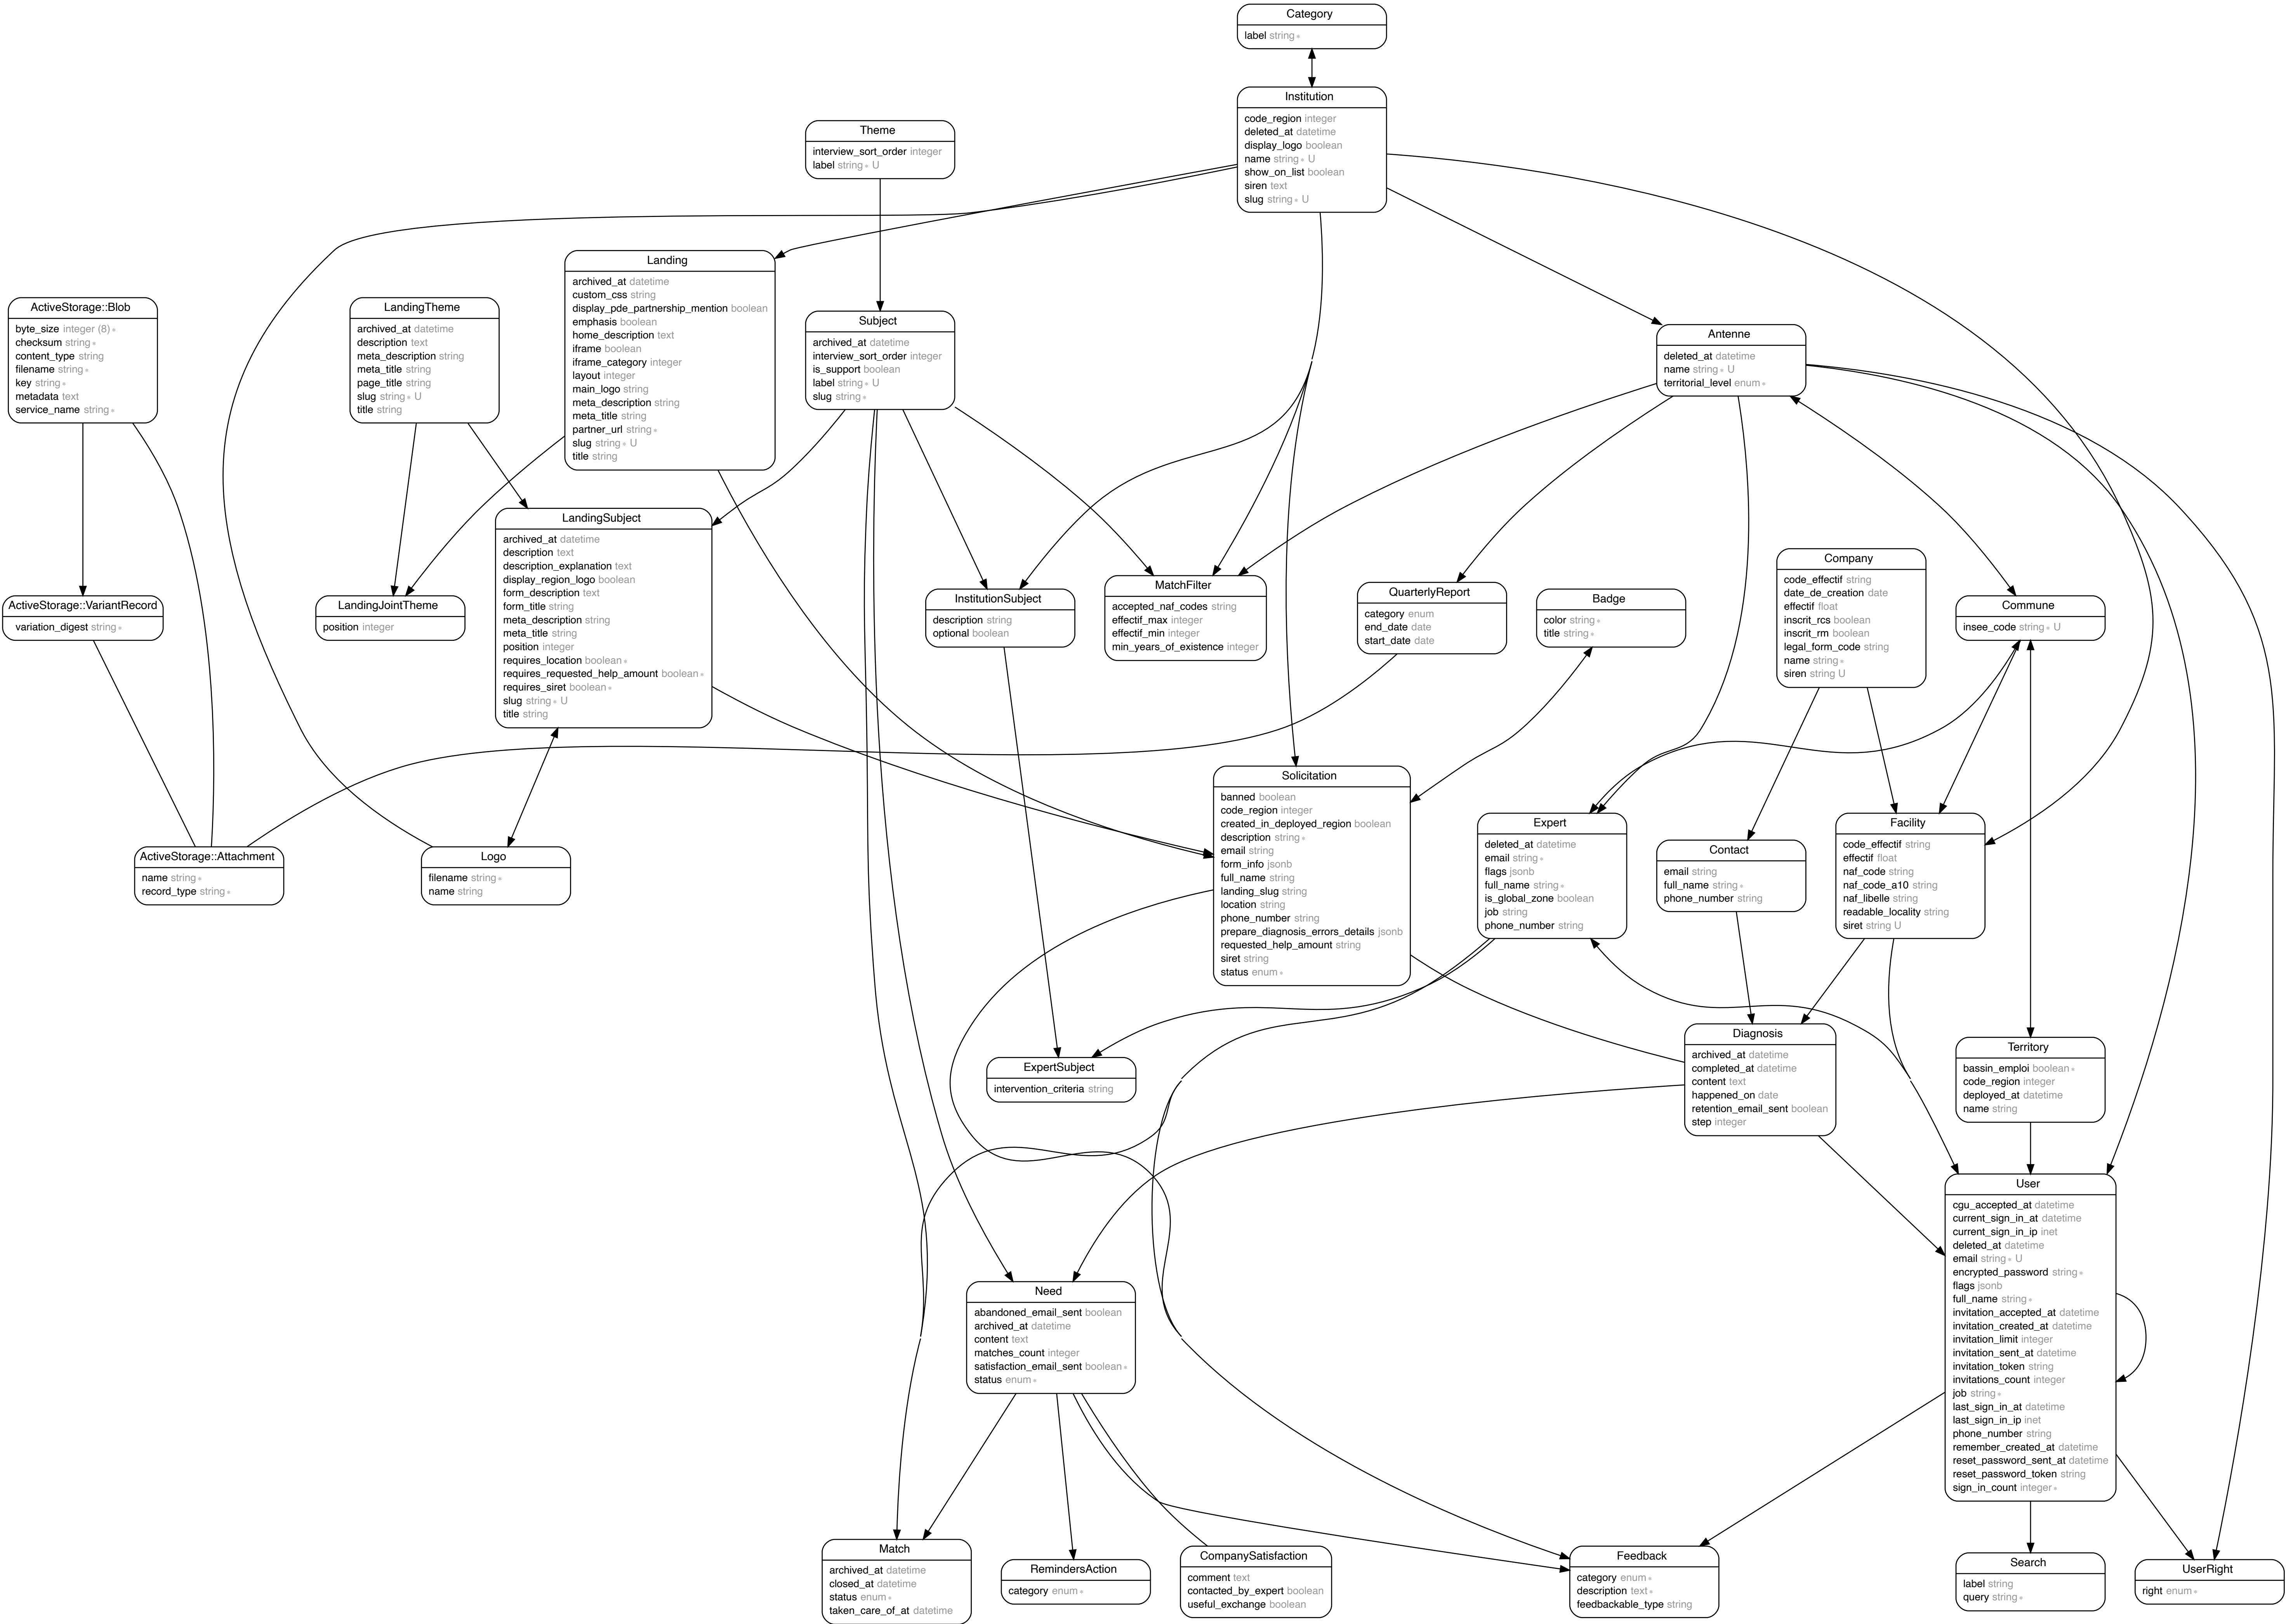 Category
label string∗
Institution
code_region integer
deleted_at datetime
display_logo boolean
name string∗ U
show_on_list boolean
siren text
slug string∗ U
Theme
interview_sort_order integer
label string∗ U
Landing
archived_at datetime
custom_css string
display_pde_partnership_mention boolean
emphasis boolean
home_description text
iframe boolean
iframe_category integer
layout integer
main_logo string
meta_description string
meta_title string
partner_url string∗
slug string∗ U
title string
ActiveStorage::Blob
byte_size integer (8)∗
checksum string∗
content_type string
filename string∗
key string∗
metadata text
service_name string∗
LandingTheme
archived_at datetime
description text
meta_description string
meta_title string
page_title string
slug string∗ U
title string
Subject
archived_at datetime
interview_sort_order integer
is_support boolean
label string∗ U
slug string∗
Antenne
deleted_at datetime
name string∗ U
territorial_level enum∗
LandingSubject
archived_at datetime
description text
description_explanation text
display_region_logo boolean
form_description text
form_title string
meta_description string
meta_title string
position integer
requires_location boolean∗
requires_requested_help_amount boolean∗
requires_siret boolean∗
slug string∗ U
title string
ActiveStorage::VariantRecord
variation_digest string∗
LandingJointTheme
position integer
InstitutionSubject
description string
optional boolean
MatchFilter
accepted_naf_codes string
effectif_max integer
effectif_min integer
min_years_of_existence integer
QuarterlyReport
category enum
end_date date
start_date date
Badge
color string∗
title string∗
Company
code_effectif string
date_de_creation date
effectif float
inscrit_rcs boolean
inscrit_rm boolean
legal_form_code string
name string∗
siren string U
Commune
insee_code string∗ U
ActiveStorage::Attachment
name string∗
record_type string∗
Logo
filename string∗
name string
Solicitation
banned boolean
code_region integer
created_in_deployed_region boolean
description string∗
email string
form_info jsonb
full_name string
landing_slug string
location string
phone_number string
prepare_diagnosis_errors_details jsonb
requested_help_amount string
siret string
status enum∗
Expert
deleted_at datetime
email string∗
flags jsonb
full_name string∗
is_global_zone boolean
job string
phone_number string
Contact
email string
full_name string∗
phone_number string
Facility
code_effectif string
effectif float
naf_code string
naf_code_a10 string
naf_libelle string
readable_locality string
siret string U
ExpertSubject
intervention_criteria string
Diagnosis
archived_at datetime
completed_at datetime
content text
happened_on date
retention_email_sent boolean
step integer
Territory
bassin_emploi boolean∗
code_region integer
deployed_at datetime
name string
User
cgu_accepted_at datetime
current_sign_in_at datetime
current_sign_in_ip inet
deleted_at datetime
email string∗ U
encrypted_password string∗
flags jsonb
full_name string∗
invitation_accepted_at datetime
invitation_created_at datetime
invitation_limit integer
invitation_sent_at datetime
invitation_token string
invitations_count integer
job string∗
last_sign_in_at datetime
last_sign_in_ip inet
phone_number string
remember_created_at datetime
reset_password_sent_at datetime
reset_password_token string
sign_in_count integer∗
Need
abandoned_email_sent boolean
archived_at datetime
content text
matches_count integer
satisfaction_email_sent boolean∗
status enum∗
Match
archived_at datetime
closed_at datetime
status enum∗
taken_care_of_at datetime
RemindersAction
category enum∗
CompanySatisfaction
comment text
contacted_by_expert boolean
useful_exchange boolean
Feedback
category enum∗
description text∗
feedbackable_type string
Search
label string
query string∗
UserRight
right enum∗